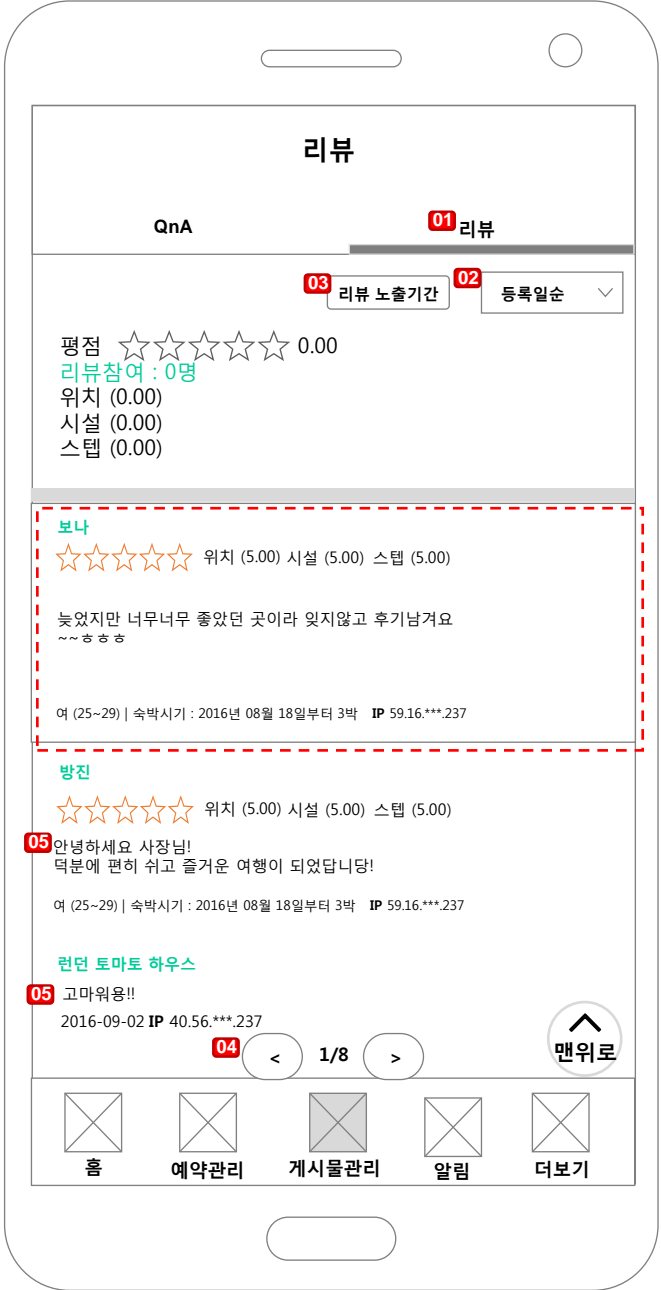 리뷰
QnA
01 리뷰
03 리뷰 노출기간 02 등록일순
평점 0.00
리뷰참여 : 0명
위치 (0.00)
시설 (0.00)
스텝 (0.00)
보나
위치 (5.00) 시설 (5.00) 스텝 (5.00)
늦었지만 너무너무 좋았던 곳이라 잊지않고 후기남겨요
~~ㅎㅎㅎ
여 (25~29) | 숙박시기 : 2016년 08월 18일부터 3박 IP 59.16.***.237
방진
위치 (5.00) 시설 (5.00) 스텝 (5.00)
05 안녕하세요 사장님!
덕분에 편히 쉬고 즐거운 여행이 되었답니당!
여 (25~29) | 숙박시기 : 2016년 08월 18일부터 3박 IP 59.16.***.237
런던 토마토 하우스
05 고마워용!!
2016-09-02 IP 40.56.***.237
04 < 1/8 >
맨위로
홈 예약관리 게시물관리 알림 더보기